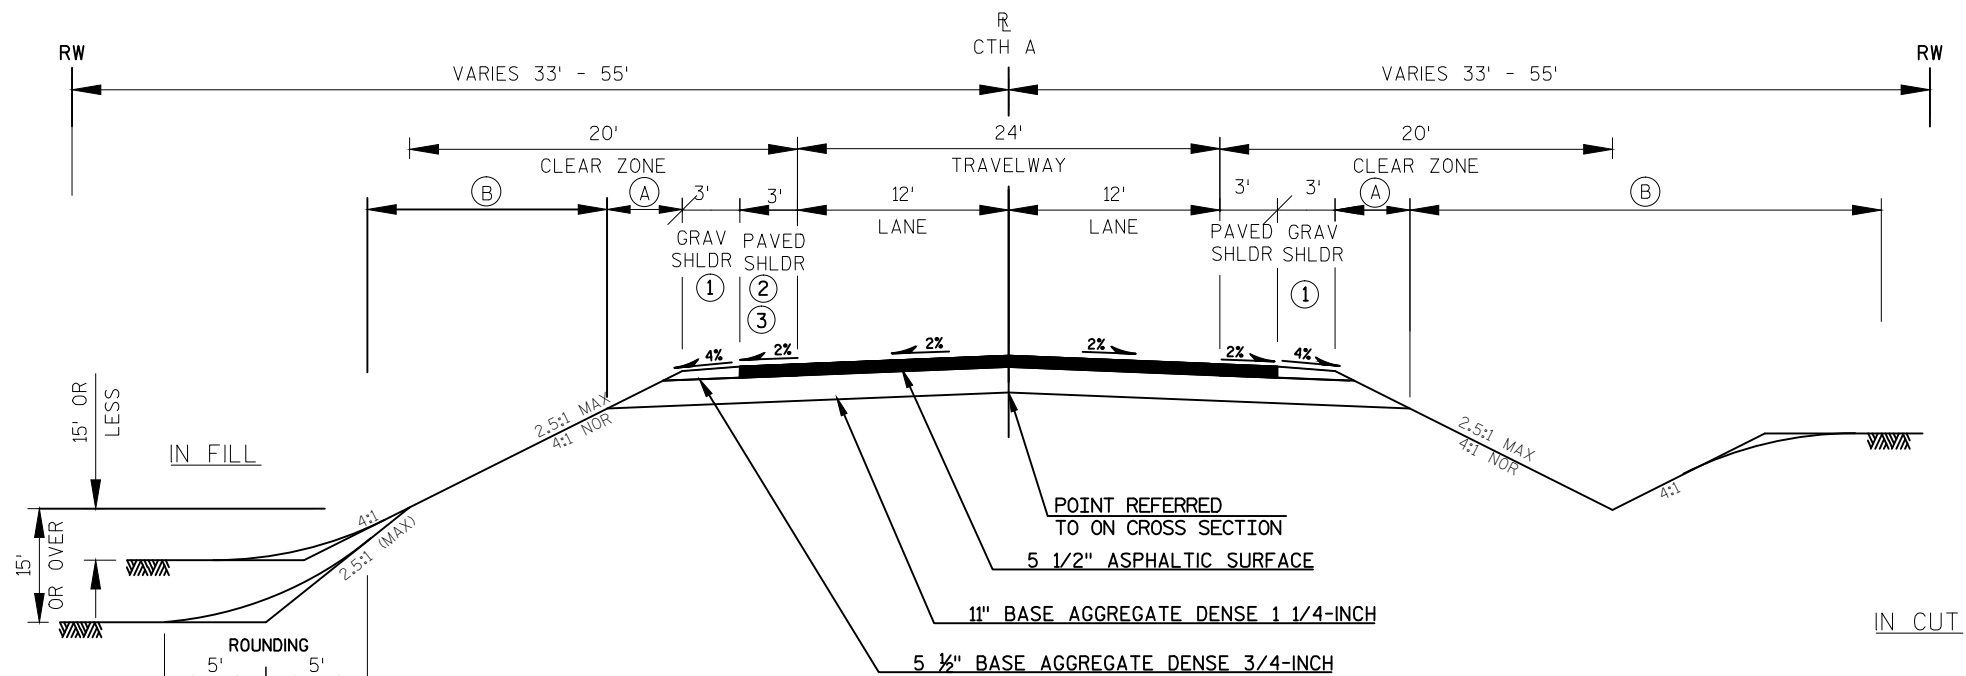 ℞
CTH A
RW
RW
VARIES 33' - 55'
VARIES 33' - 55'
20'
24'
20'
CLEAR ZONE
TRAVELWAY
CLEAR ZONE
B
A
3'
3'
12'
12'
3'
3'
A
B
LANE
LANE
GRAV
SHLDR
1
PAVED
SHLDR
2
3
PAVED
SHLDR
GRAV
SHLDR
1
4%
2%
2%
2%
2%
4%
15' OR
LESS
IN FILL
2.5:1 MAX
4:1 NOR
2.5:1 MAX
4:1 NOR
4:1
2.5:1 (MAX)
4:1
15'
OR OVER
POINT REFERRED
TO ON CROSS SECTION
5 1/2" ASPHALTIC SURFACE
11" BASE AGGREGATE DENSE 1 1/4-INCH
5 ½" BASE AGGREGATE DENSE 3/4-INCH
IN CUT
ROUNDING
5'
5'